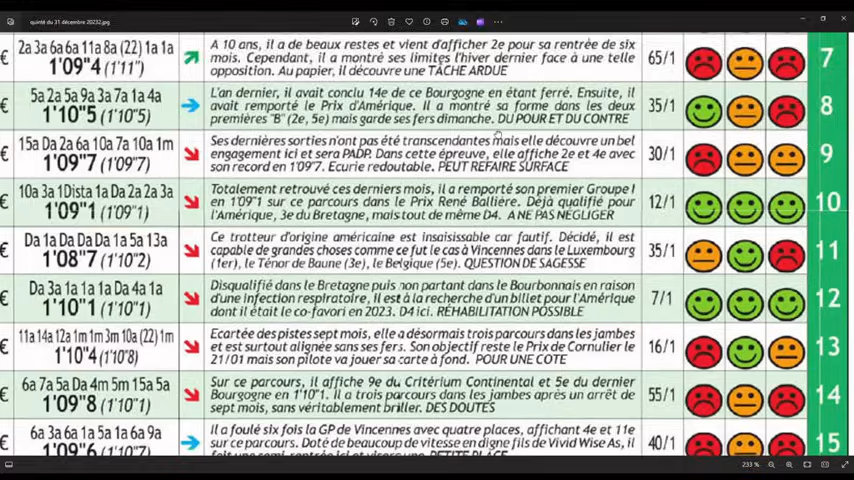 quinté du 31 décembre 20232.jpg
€ 2a 3a 6a 6a 11a 8a (22) 1a 1a
1'09"4 (1'11")
A 10 ans, il a de beaux restes et vient d'afficher 2e pour sa rentrée de six
mois. Cependant, il a montré ses limites l'hiver dernier face à une telle
opposition. Au papier, il découvre une TÂCHE ARDUE
65/1
7
€ 5a 2a 5a 9a 3a 7a 1a 4a
1'10"5 (1'10"5)
L'an dernier, il avait conclu 14e de ce Bourgogne en étant ferré. Ensuite, il
avait remporté le Prix d'Amérique. Il a montré sa forme dans les deux
premières "B" (2e, 5e) mais garde ses fers dimanche. DU POUR ET DU CONTRE
35/1
8
€ 15a Da 2a 6a 10a 7a 10a 1m
1'09"7 (1'09"7)
Ses dernières sorties n'ont pas été transcendantes mais elle découvre un bel
engagement ici et sera PADP. Dans cette épreuve, elle affiche 2e et 4e avec
son record en 1'09"7. Ecurie redoutable. PEUT REFAIRE SURFACE
30/1
9
€ 10a 3a 1Dista 1a Da 2a 2a 3a
1'09"1 (1'09"1)
Totalement retrouvé ces derniers mois, il a remporté son premier Groupe I
en 1'09"1 sur ce parcours dans le Prix René Ballière. Déjà qualifié pour
l'Amérique, 3e du Bretagne, mais tout de même D4. A NE PAS NÉGLIGER
12/1
10
€ Da 1a Da Da Da 1a 5a 13a
1'08"7 (1'10"2)
Ce trotteur d'origine américaine est insaisissable car fautif. Décidé, il est
capable de grandes choses comme ce fut le cas à Vincennes dans le Luxembourg
(1er), le Ténor de Baune (3e), le Belgique (5e). QUESTION DE SAGESSE
35/1
11
€ Da 3a 1a 1a 1a Da 4a 1a
1'10"1 (1'10"1)
Disqualifié dans le Bretagne puis non partant dans le Bourbonnais en raison
d'une infection respiratoire, il est à la recherche d'un billet pour l'Amérique
dont il était le co-favori en 2023. D4 ici. RÉHABILITATION POSSIBLE
7/1
12
€ 11a 14a 12a 1m 1m 3m 10a (22) 1m
1'10"4 (1'10"8)
Ecartée des pistes sept mois, elle a désormais trois parcours dans les jambes
et est surtout alignée sans ses fers. Son objectif reste le Prix de Cornulier le
21/01 mais son pilote va jouer sa carte à fond. POUR UNE COTE
16/1
13
€ 6a 7a 5a Da 4m 5m 15a 5a
1'09"8 (1'10"1)
Sur ce parcours, il affiche 9e du Critérium Continental et 5e du dernier
Bourgogne en 1'10"1. Il a trois parcours dans les jambes après un arrêt de
sept mois, sans véritablement briller. DES DOUTES
55/1
14
€ 6a 3a 6a 1a 5a 1a 6a 9a
1'09"6 (1'10"1)
Il a foulé six fois la GP de Vincennes avec quatre places, affichant 4e et 11e
sur ce parcours. Doté de beaucoup de vitesse en digne fils de Vivid Wise As, il
40/1
15
233 %